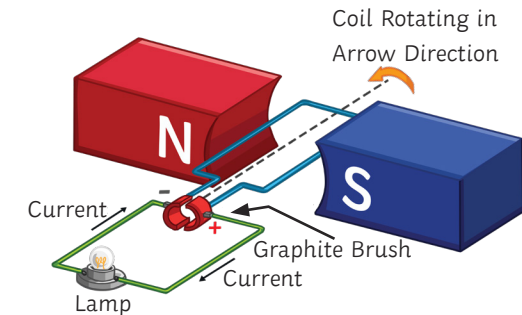 Coil Rotating in
Arrow Direction
N
S
-
+
Current
Graphite Brush
Current
Lamp